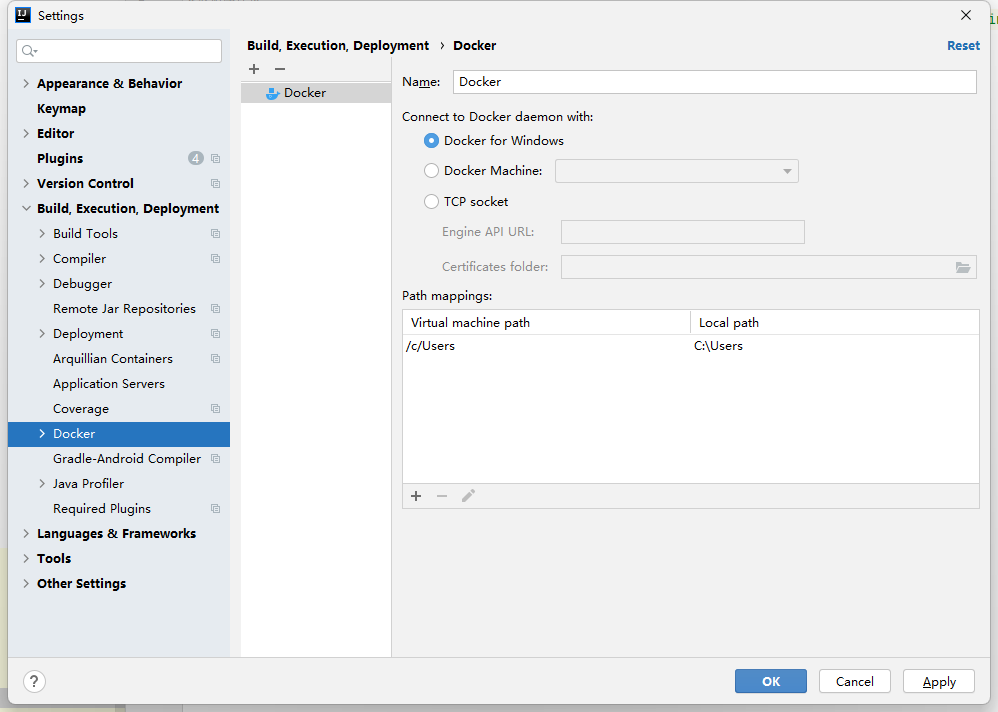 Settings
Build, Execution, Deployment › Docker
Reset
Appearance & Behavior
Keymap
Editor
Plugins 4
Version Control
Build, Execution, Deployment
Build Tools
Compiler
Debugger
Remote Jar Repositories
Deployment
Arquillian Containers
Application Servers
Coverage
Docker
Gradle-Android Compiler
Java Profiler
Required Plugins
Languages & Frameworks
Tools
Other Settings
Docker
Name: Docker
Connect to Docker daemon with:
Docker for Windows
Docker Machine:
TCP socket
Engine API URL:
Certificates folder:
Path mappings:
Virtual machine path Local path
/c/Users C:\Users
?
OK Cancel Apply